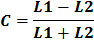 C = (L1 − L2) / (L1 + L2)